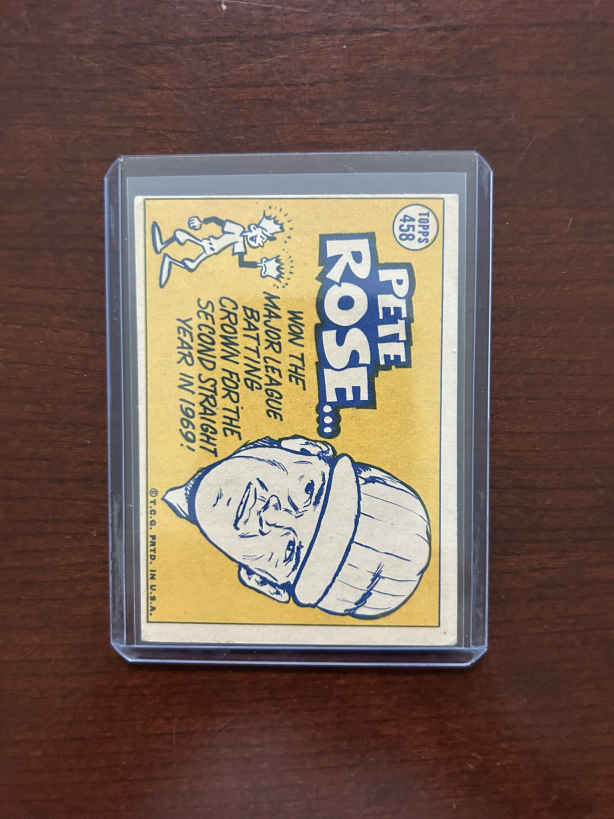 TOPPS
458
PETE
ROSE...
WON THE
MAJOR LEAGUE
BATTING
CROWN FOR THE
SECOND STRAIGHT
YEAR IN 1969!
© T.C.G. PRTD. IN U.S.A.